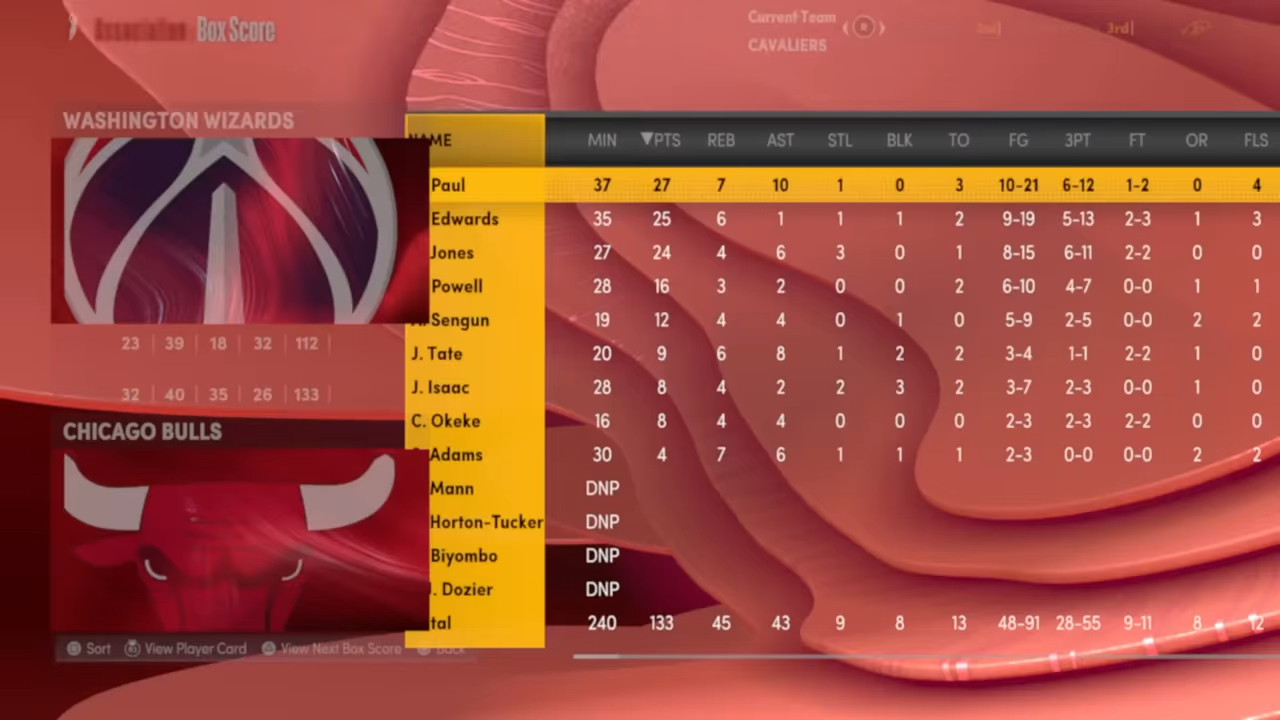 Association Box Score
Current Team
CAVALIERS
R
2nd
3rd
WASHINGTON WIZARDS
23 39 18 32 112
32 40 35 26 133
CHICAGO BULLS
NAME MIN ▼PTS REB AST STL BLK TO FG 3PT FT OR FLS
Paul 37 27 7 10 1 0 3 10-21 6-12 1-2 0 4
Edwards 35 25 6 1 1 1 2 9-19 5-13 2-3 1 3
Jones 27 24 4 6 3 0 1 8-15 6-11 2-2 0 0
Powell 28 16 3 2 0 0 2 6-10 4-7 0-0 1 1
Sengun 19 12 4 4 0 1 0 5-9 2-5 0-0 2 2
J. Tate 20 9 6 8 1 2 2 3-4 1-1 2-2 1 0
J. Isaac 28 8 4 2 2 3 2 3-7 2-3 0-0 1 0
C. Okeke 16 8 4 4 0 0 0 2-3 2-3 2-2 0 0
Adams 30 4 7 6 1 1 1 2-3 0-0 0-0 2 2
Mann DNP
Horton-Tucker DNP
Biyombo DNP
J. Dozier DNP
tal 240 133 45 43 9 8 13 48-91 28-55 9-11 8 12
Sort View Player Card View Next Box Score Back